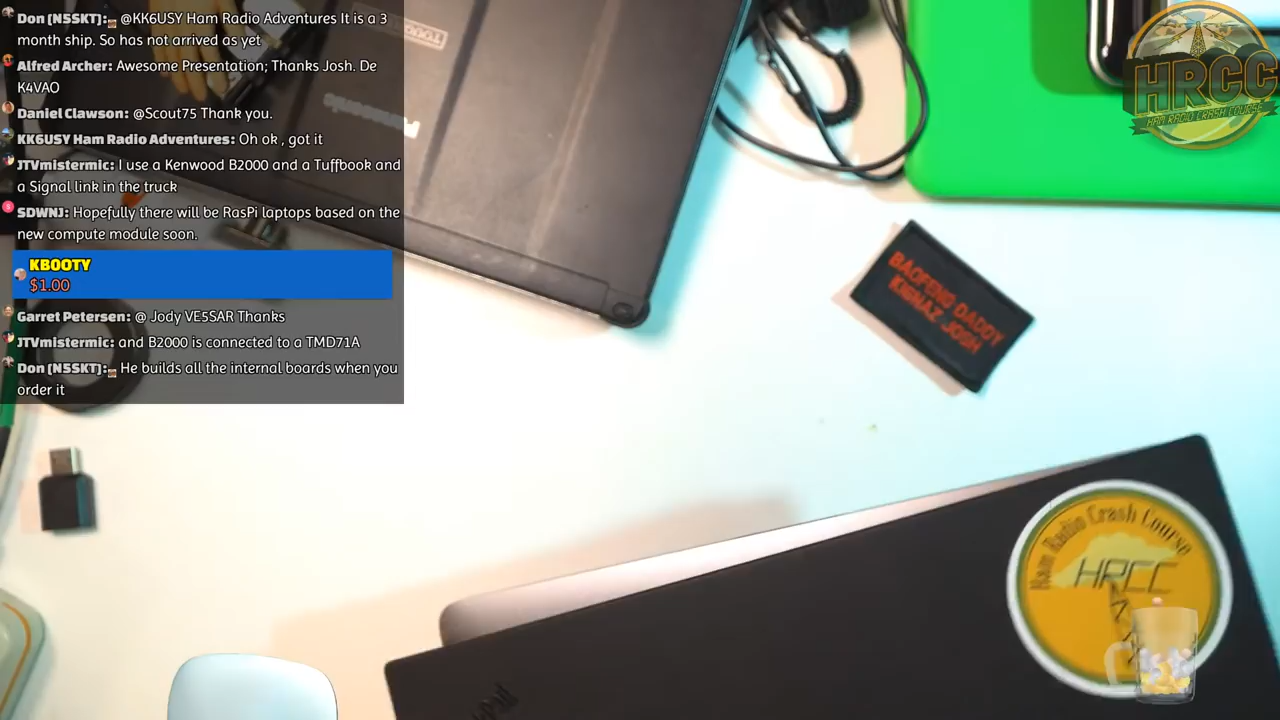 Don (N5SKT): @KK6USY Ham Radio Adventures It is a 3
month ship. So has not arrived as yet
Alfred Archer: Awesome Presentation; Thanks Josh. De
K4VAO
Daniel Clawson: @Scout75 Thank you.
KK6USY Ham Radio Adventures: Oh ok , got it
JTVmistermic: I use a Kenwood B2000 and a Tuffbook and
a Signal link in the truck
SDWNJ: Hopefully there will be RasPi laptops based on the
new compute module soon.
KBOOTY
$1.00
Garret Petersen: @ Jody VE5SAR Thanks
JTVmistermic: and B2000 is connected to a TMD71A
Don (N5SKT): He builds all the internal boards when you
order it
HRCC
HAM RADIO CRASH COURSE
BAOFENG DADDY
KI6NAZ JOSH
Ham Radio Crash Course
HRCC